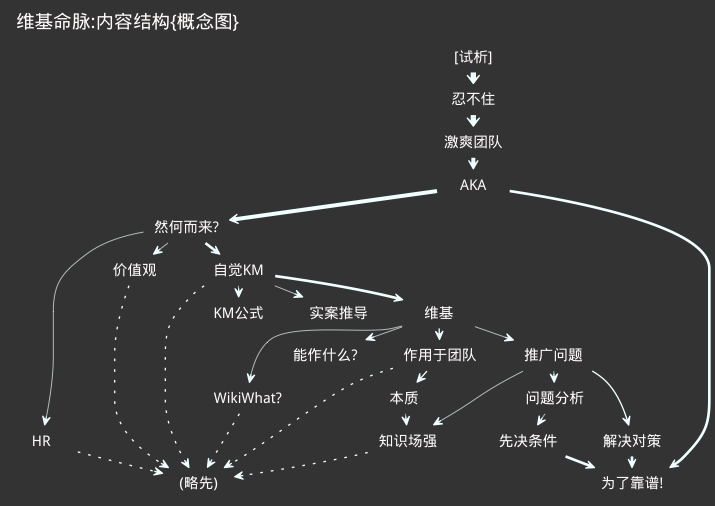 维基命脉:内容结构{概念图}
[试析]
忍不住
激爽团队
AKA
然何而来?
价值观
自觉KM
KM公式
实案推导
维基
能作什么?
作用于团队
推广问题
WikiWhat?
本质
问题分析
HR
知识场强
先决条件
解决对策
(略先)
为了靠谱!